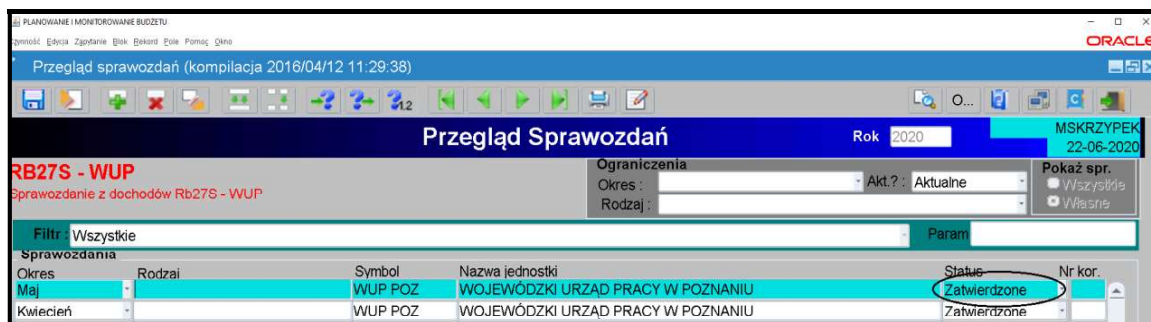 PLANOWANIE I MONITOROWANIE BUDŻETU
Edycja Zapytanie Blok Rekord Pole Pomoc Okno
ORACLE
Przegląd sprawozdań (kompilacja 2016/04/12 11:29:38)
O...
Przegląd Sprawozdań Rok 2020 MSKRZYPEK
22-06-2020
RB27S - WUP
Sprawozdanie z dochodów Rb27S - WUP
Ograniczenia
Okres : Akt.? : Aktualne
Rodzaj :
Pokaż spr.
Wszystkie
Własne
Filtr : Wszystkie Param
Sprawozdania
Okres Rodzaj Symbol Nazwa jednostki Status Nr kor.
Maj WUP POZ WOJEWÓDZKI URZĄD PRACY W POZNANIU Zatwierdzone
Kwiecień WUP POZ WOJEWÓDZKI URZĄD PRACY W POZNANIU Zatwierdzone